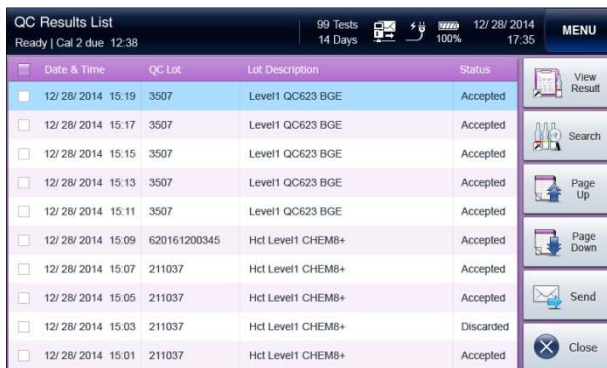 QC Results List
Ready | Cal 2 due 12:38
99 Tests
14 Days
100%
12/ 28/ 2014
17:35
MENU
Date & Time QC Lot Lot Description Status
12/ 28/ 2014 15:19 3507 Level1 QC623 BGE Accepted
12/ 28/ 2014 15:17 3507 Level1 QC623 BGE Accepted
12/ 28/ 2014 15:15 3507 Level1 QC623 BGE Accepted
12/ 28/ 2014 15:13 3507 Level1 QC623 BGE Accepted
12/ 28/ 2014 15:11 3507 Level1 QC623 BGE Accepted
12/ 28/ 2014 15:09 620161200345 Hct Level1 CHEM8+ Accepted
12/ 28/ 2014 15:07 211037 Hct Level1 CHEM8+ Accepted
12/ 28/ 2014 15:05 211037 Hct Level1 CHEM8+ Accepted
12/ 28/ 2014 15:03 211037 Hct Level1 CHEM8+ Discarded
12/ 28/ 2014 15:01 211037 Hct Level1 CHEM8+ Accepted
View
Result
Search
Page
Up
Page
Down
Send
Close